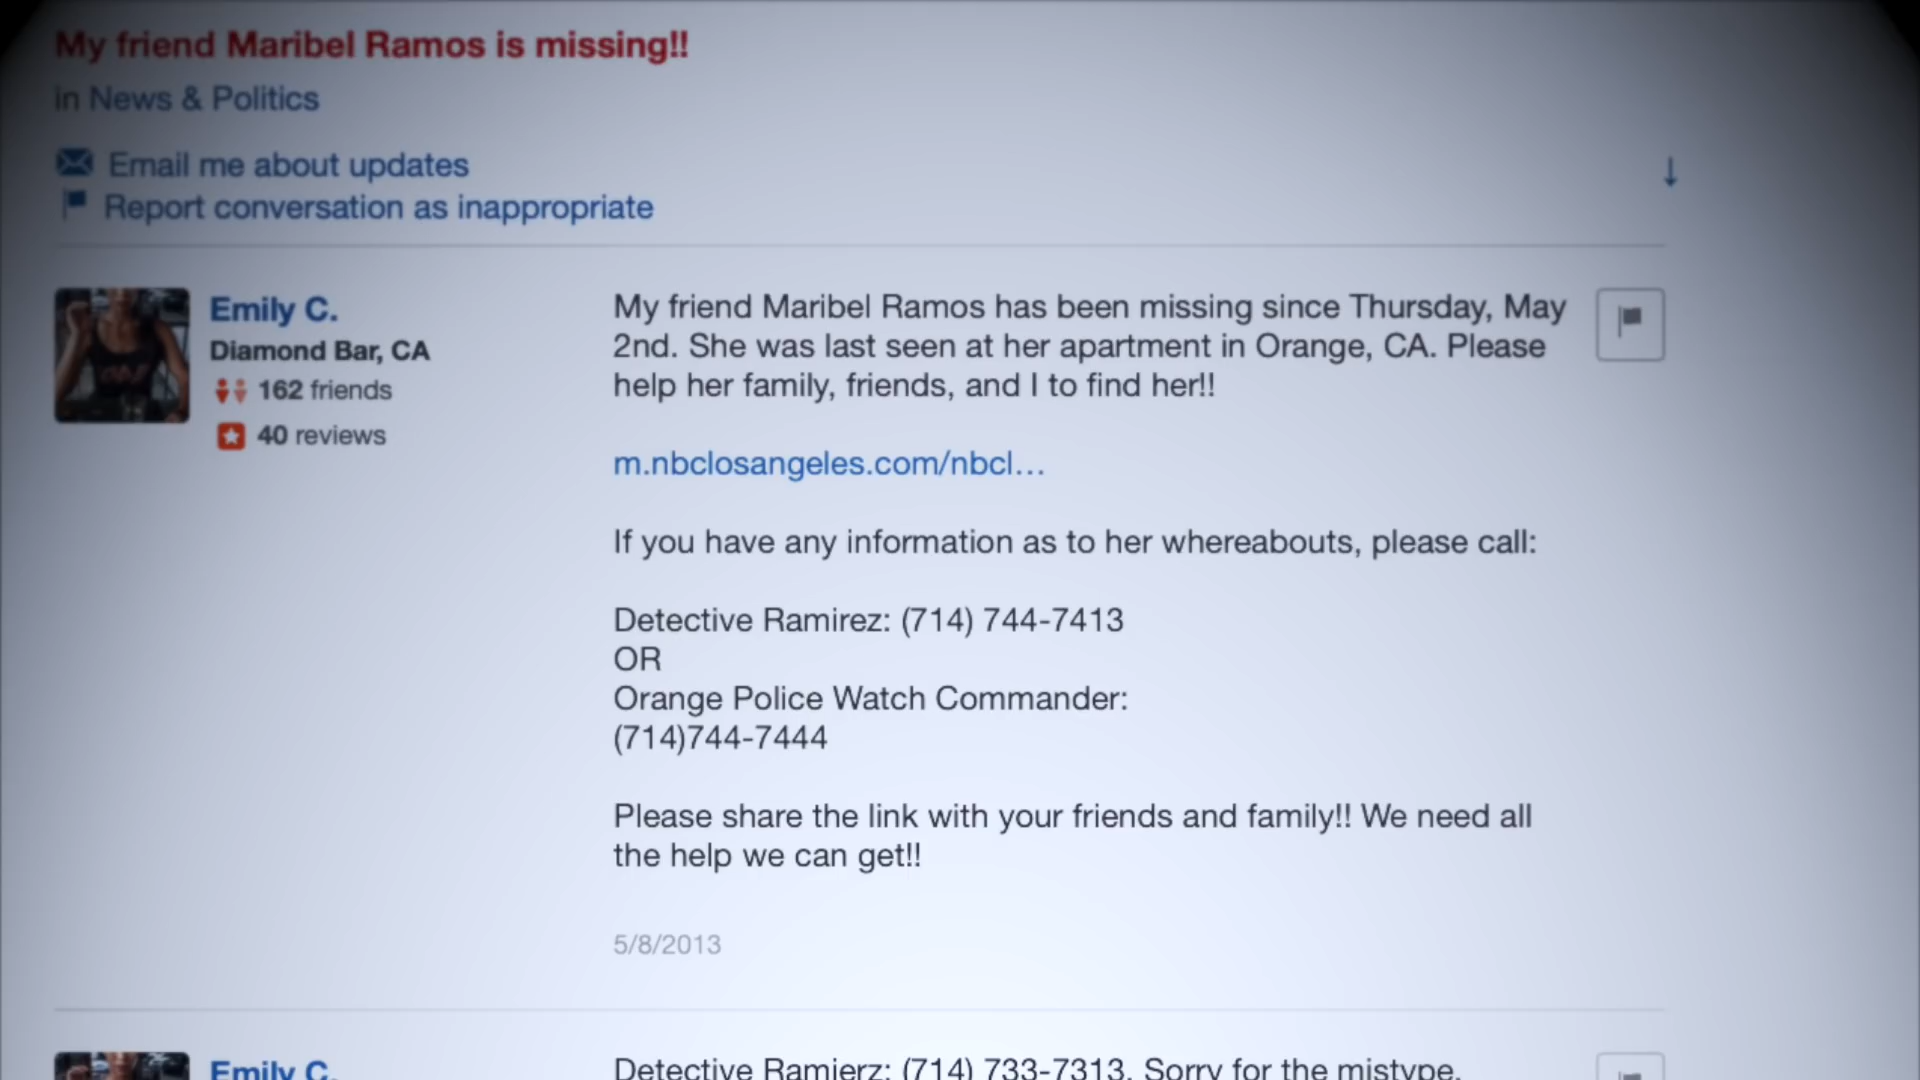 My friend Maribel Ramos is missing!!
in News & Politics
Email me about updates
Report conversation as inappropriate
↓
Emily C.
Diamond Bar, CA
162 friends
40 reviews
My friend Maribel Ramos has been missing since Thursday, May
2nd. She was last seen at her apartment in Orange, CA. Please
help her family, friends, and I to find her!!
m.nbclosangeles.com/nbcl...
If you have any information as to her whereabouts, please call:
Detective Ramirez: (714) 744-7413
OR
Orange Police Watch Commander:
(714)744-7444
Please share the link with your friends and family!! We need all
the help we can get!!
5/8/2013
Emily C.
Detective Ramierz: (714) 733-7313. Sorry for the mistype.